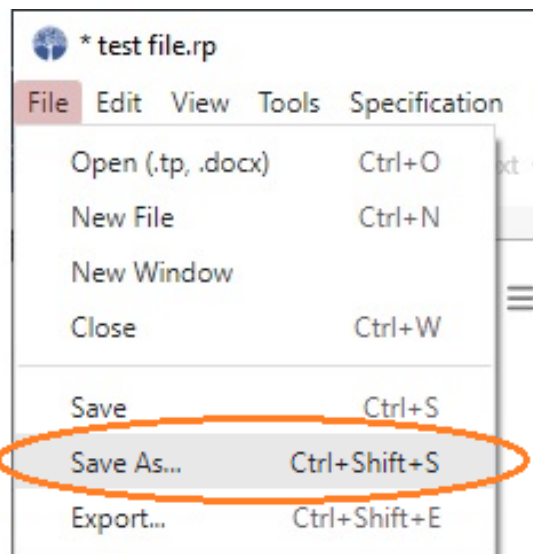 * test file.rp
File Edit View Tools Specification
Open (.tp, .docx) Ctrl+O
New File Ctrl+N
New Window
Close Ctrl+W
Save Ctrl+S
Save As... Ctrl+Shift+S
Export... Ctrl+Shift+E